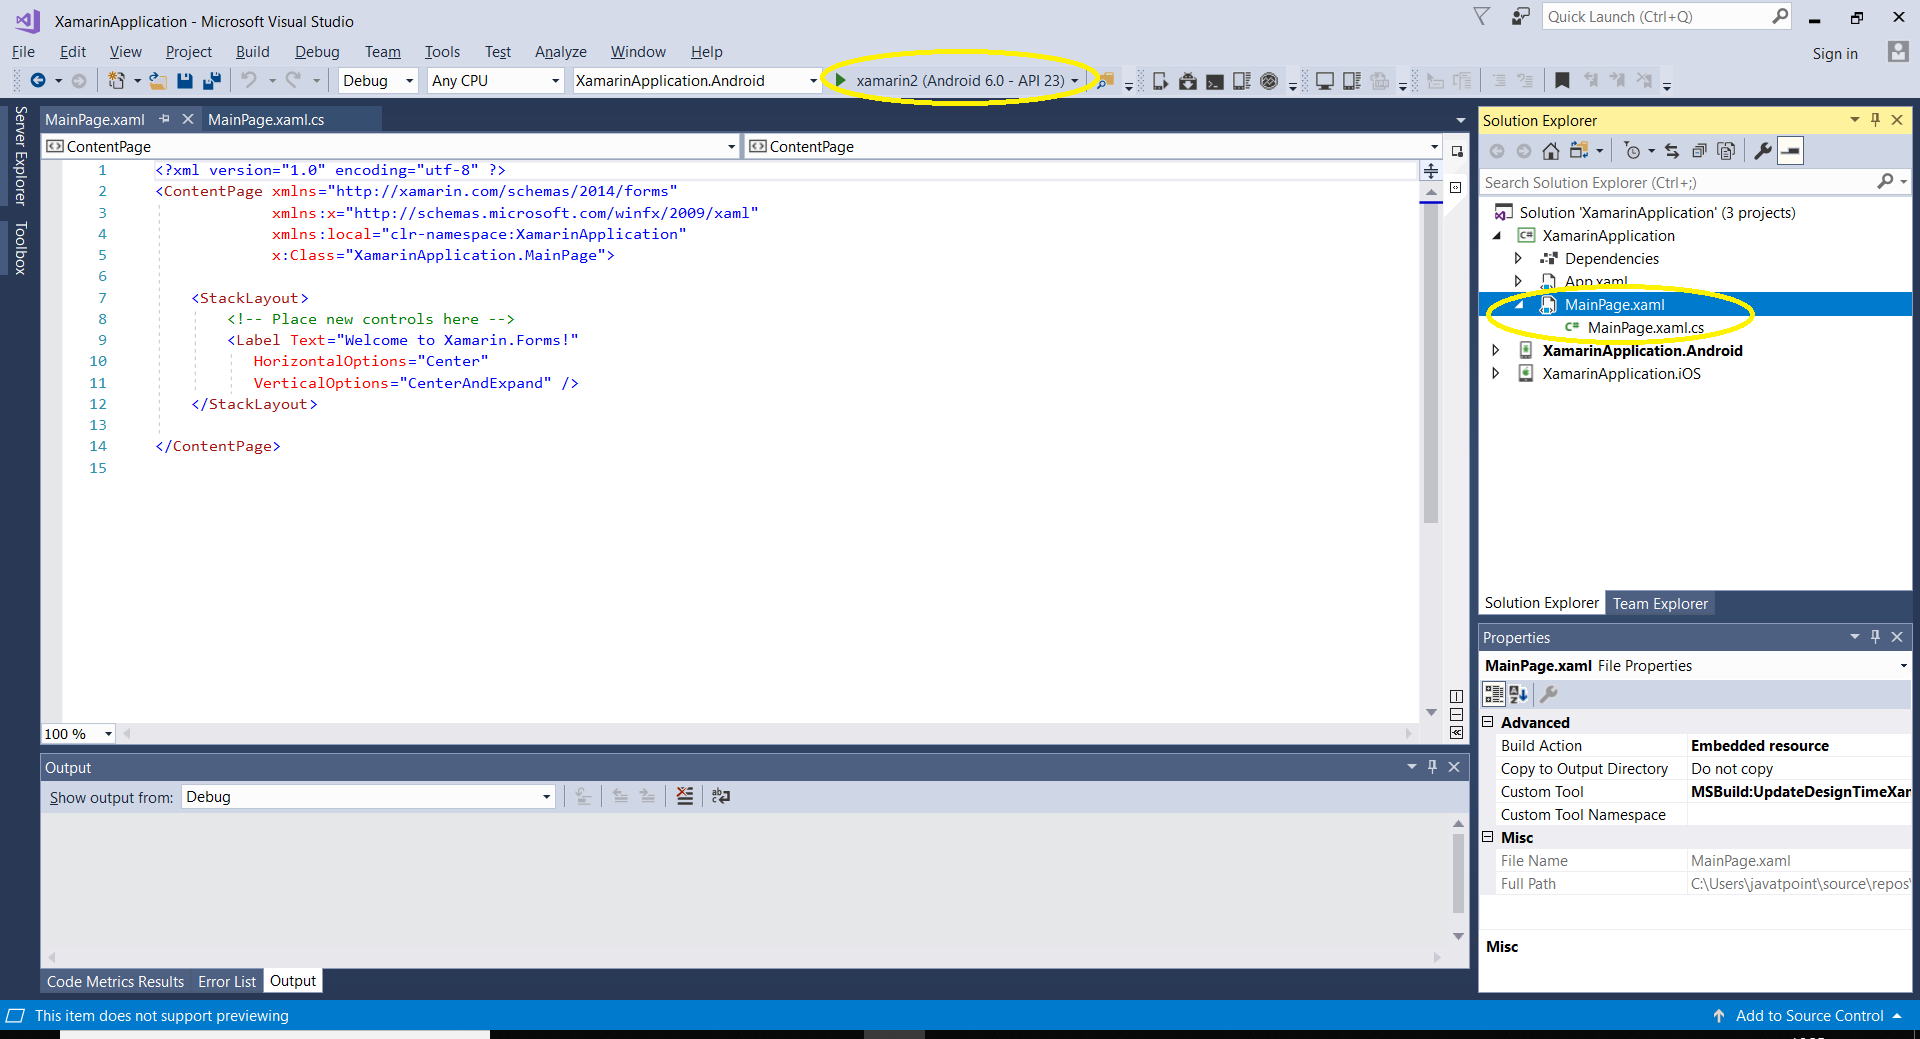 XamarinApplication - Microsoft Visual Studio
Quick Launch (Ctrl+Q)
File Edit View Project Build Debug Team Tools Test Analyze Window Help
Sign in
Debug Any CPU XamarinApplication.Android xamarin2 (Android 6.0 - API 23)
Server Explorer
Toolbox
MainPage.xaml MainPage.xaml.cs
ContentPage ContentPage
1 <?xml version="1.0" encoding="utf-8" ?>
2 <ContentPage xmlns="http://xamarin.com/schemas/2014/forms"
3 xmlns:x="http://schemas.microsoft.com/winfx/2009/xaml"
4 xmlns:local="clr-namespace:XamarinApplication"
5 x:Class="XamarinApplication.MainPage">
6
7 <StackLayout>
8 <!-- Place new controls here -->
9 <Label Text="Welcome to Xamarin.Forms!"
10 HorizontalOptions="Center"
11 VerticalOptions="CenterAndExpand" />
12 </StackLayout>
13
14 </ContentPage>
15
100 %
Output
Show output from: Debug
Code Metrics Results Error List Output
Solution Explorer
Search Solution Explorer (Ctrl+;)
Solution 'XamarinApplication' (3 projects)
C# XamarinApplication
Dependencies
App.xaml
MainPage.xaml
C# MainPage.xaml.cs
XamarinApplication.Android
XamarinApplication.iOS
Solution Explorer Team Explorer
Properties
MainPage.xaml File Properties
Advanced
Build Action Embedded resource
Copy to Output Directory Do not copy
Custom Tool MSBuild:UpdateDesignTimeXan
Custom Tool Namespace
Misc
File Name MainPage.xaml
Full Path C:\Users\javatpoint\source\repos\
Misc
This item does not support previewing
Add to Source Control